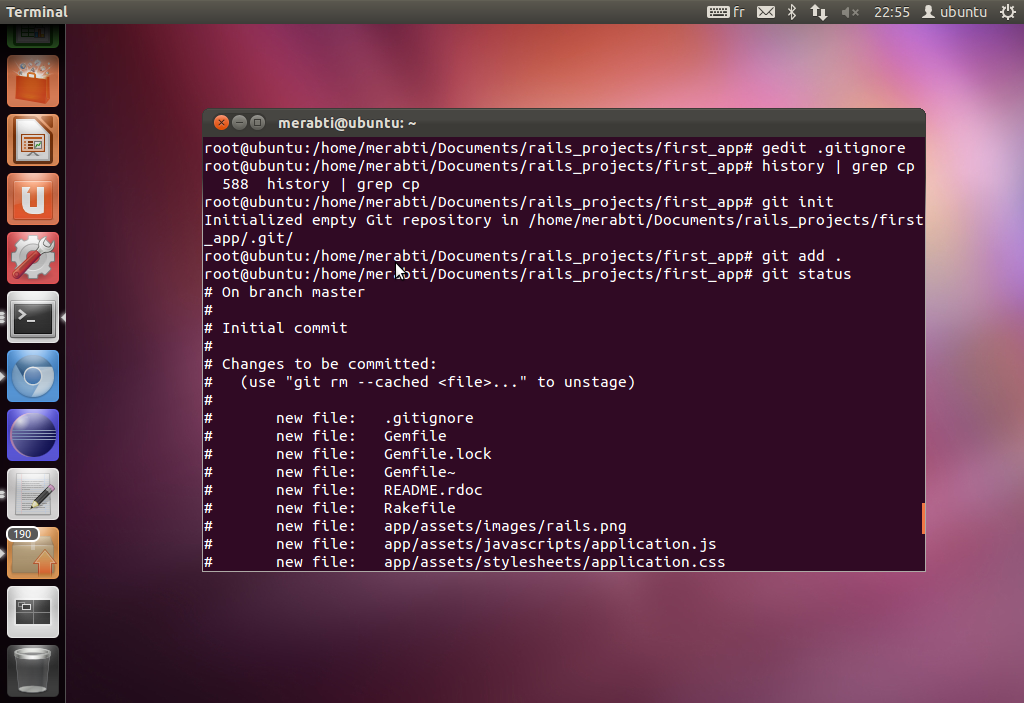 Terminal
fr
22:55
ubuntu
merabti@ubuntu: ~
root@ubuntu:/home/merabti/Documents/rails_projects/first_app# gedit .gitignore
root@ubuntu:/home/merabti/Documents/rails_projects/first_app# history | grep cp
  588  history | grep cp
root@ubuntu:/home/merabti/Documents/rails_projects/first_app# git init
Initialized empty Git repository in /home/merabti/Documents/rails_projects/first
_app/.git/
root@ubuntu:/home/merabti/Documents/rails_projects/first_app# git add .
root@ubuntu:/home/merabti/Documents/rails_projects/first_app# git status
# On branch master
#
# Initial commit
#
# Changes to be committed:
#   (use "git rm --cached <file>..." to unstage)
#
#       new file:   .gitignore
#       new file:   Gemfile
#       new file:   Gemfile.lock
#       new file:   Gemfile~
#       new file:   README.rdoc
#       new file:   Rakefile
#       new file:   app/assets/images/rails.png
#       new file:   app/assets/javascripts/application.js
#       new file:   app/assets/stylesheets/application.css
>_
190